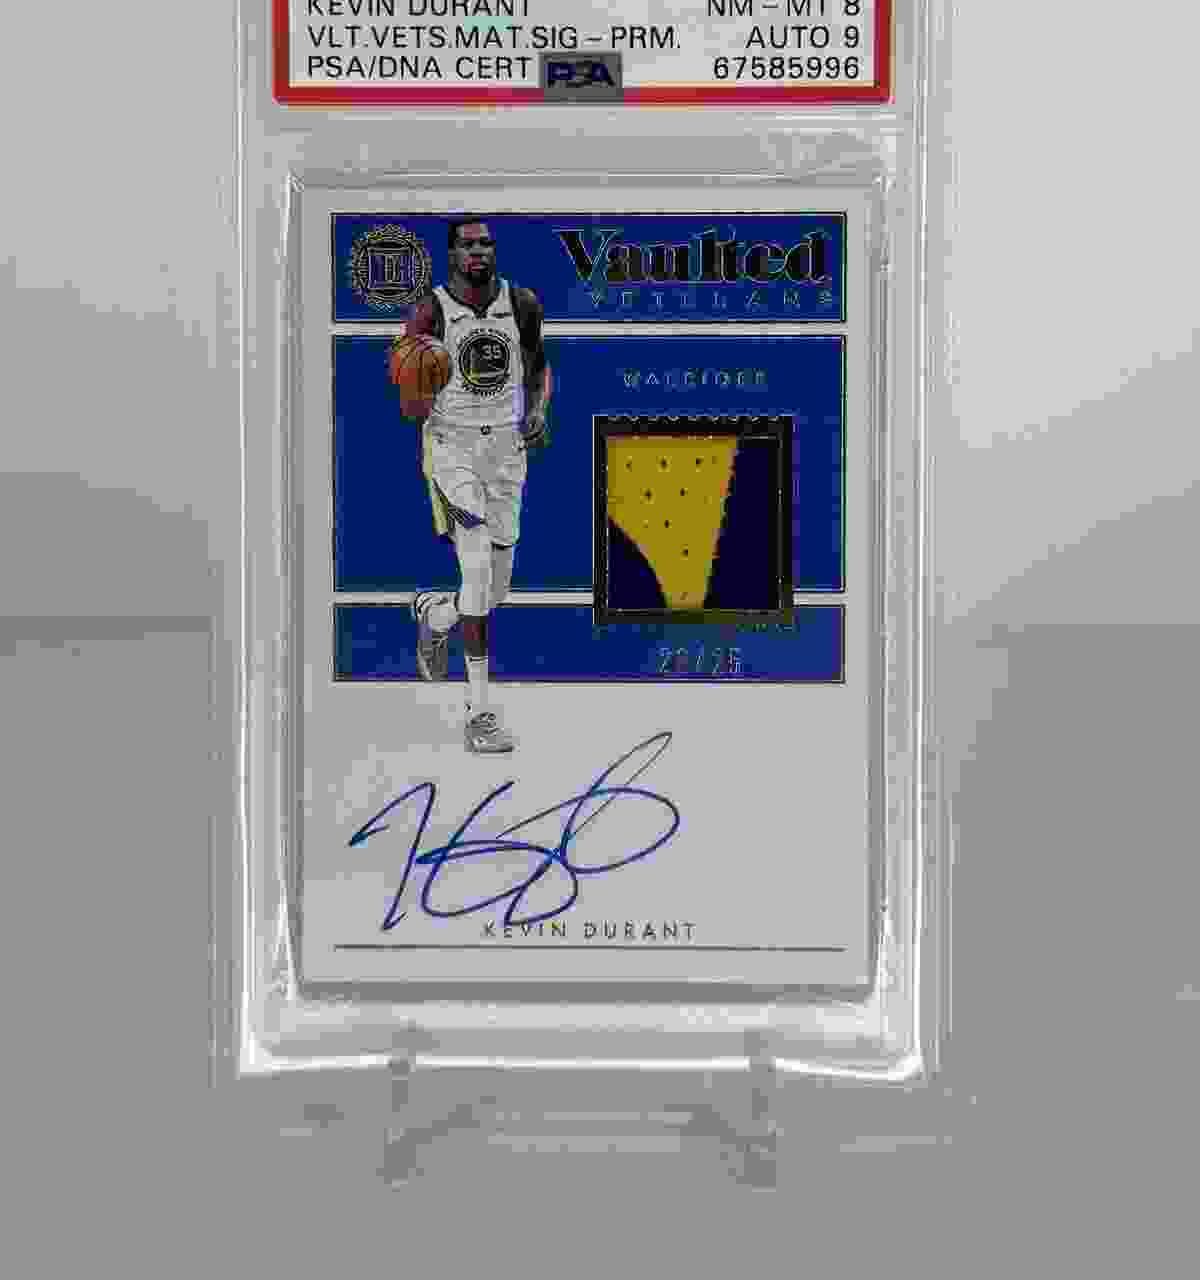 KEVIN DURANT NM - MT 8
VLT.VETS.MAT.SIG - PRM. AUTO 9
PSA/DNA CERT PSA 67585996
Vaulted
VETERANS
WARRIORS
35
KEVIN DURANT